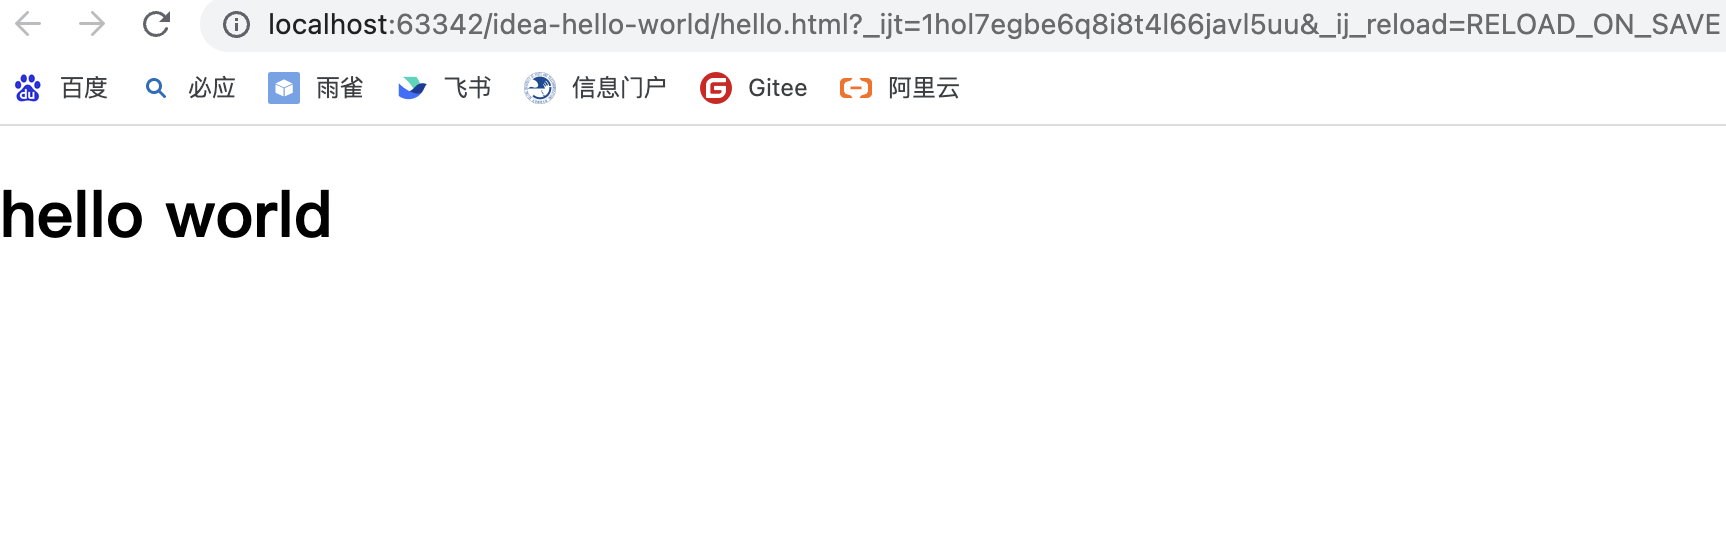 localhost:63342/idea-hello-world/hello.html?_ijt=1hol7egbe6q8i8t4l66javl5uu&_ij_reload=RELOAD_ON_SAVE
du 百度 必应 雨雀 飞书 信息门户 G Gitee 阿里云
hello world